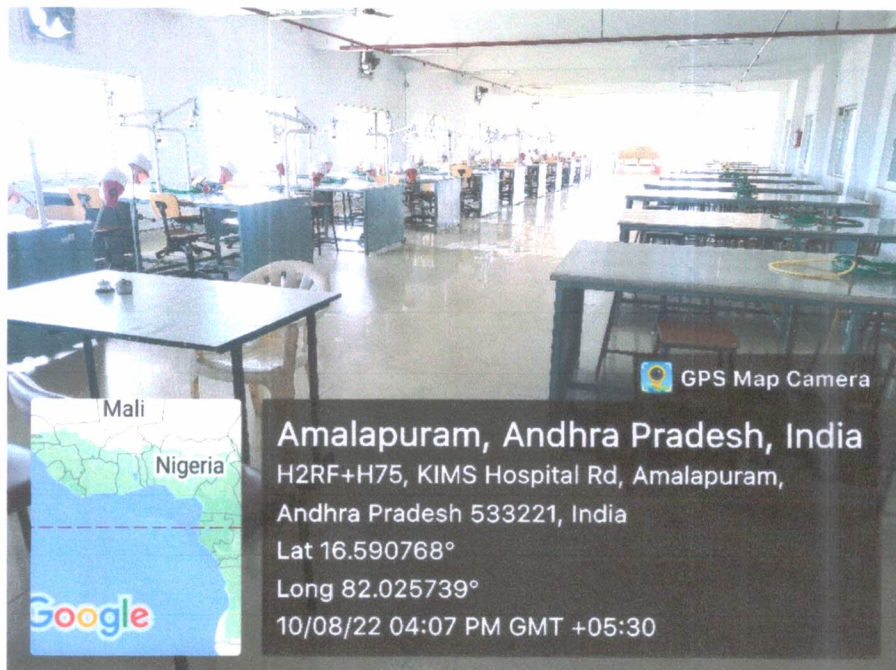 GPS Map Camera
Mali
Nigeria
Google
Amalapuram, Andhra Pradesh, India
H2RF+H75, KIMS Hospital Rd, Amalapuram,
Andhra Pradesh 533221, India
Lat 16.590768°
Long 82.025739°
10/08/22 04:07 PM GMT +05:30